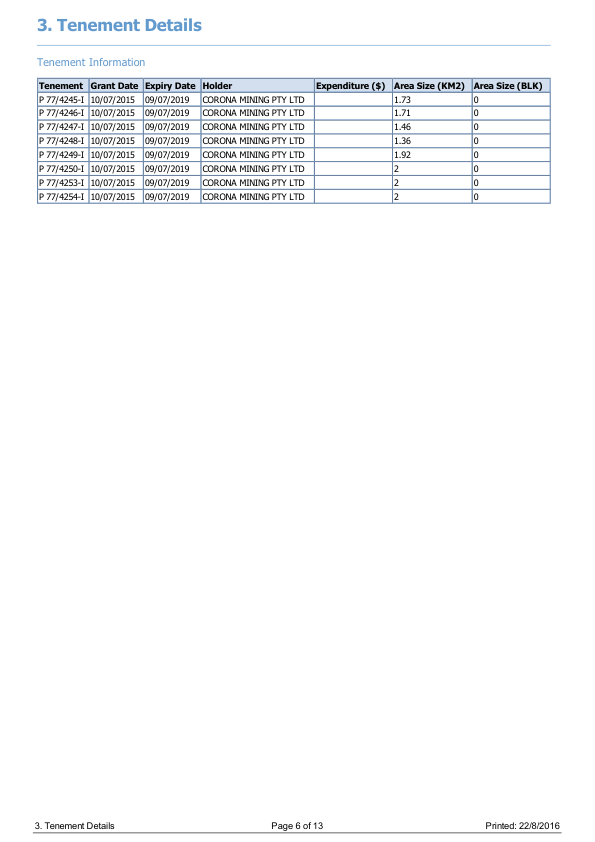 3. Tenement Details
Tenement Information
Tenement Grant Date Expiry Date Holder Expenditure ($) Area Size (KM2) Area Size (BLK)
P 77/4245-I 10/07/2015 09/07/2019 CORONA MINING PTY LTD 1.73 0
P 77/4246-I 10/07/2015 09/07/2019 CORONA MINING PTY LTD 1.71 0
P 77/4247-I 10/07/2015 09/07/2019 CORONA MINING PTY LTD 1.46 0
P 77/4248-I 10/07/2015 09/07/2019 CORONA MINING PTY LTD 1.36 0
P 77/4249-I 10/07/2015 09/07/2019 CORONA MINING PTY LTD 1.92 0
P 77/4250-I 10/07/2015 09/07/2019 CORONA MINING PTY LTD 2 0
P 77/4253-I 10/07/2015 09/07/2019 CORONA MINING PTY LTD 2 0
P 77/4254-I 10/07/2015 09/07/2019 CORONA MINING PTY LTD 2 0
3. Tenement Details Page 6 of 13 Printed: 22/8/2016